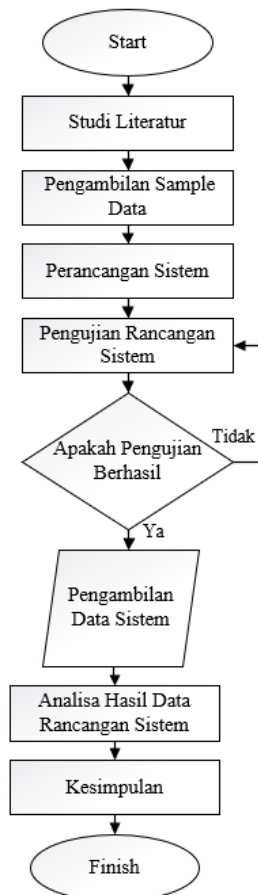 Start
Studi Literatur
Pengambilan Sample
Data
Perancangan Sistem
Pengujian Rancangan
Sistem
Apakah Pengujian
Berhasil
Tidak
Ya
Pengambilan
Data Sistem
Analisa Hasil Data
Rancangan Sistem
Kesimpulan
Finish